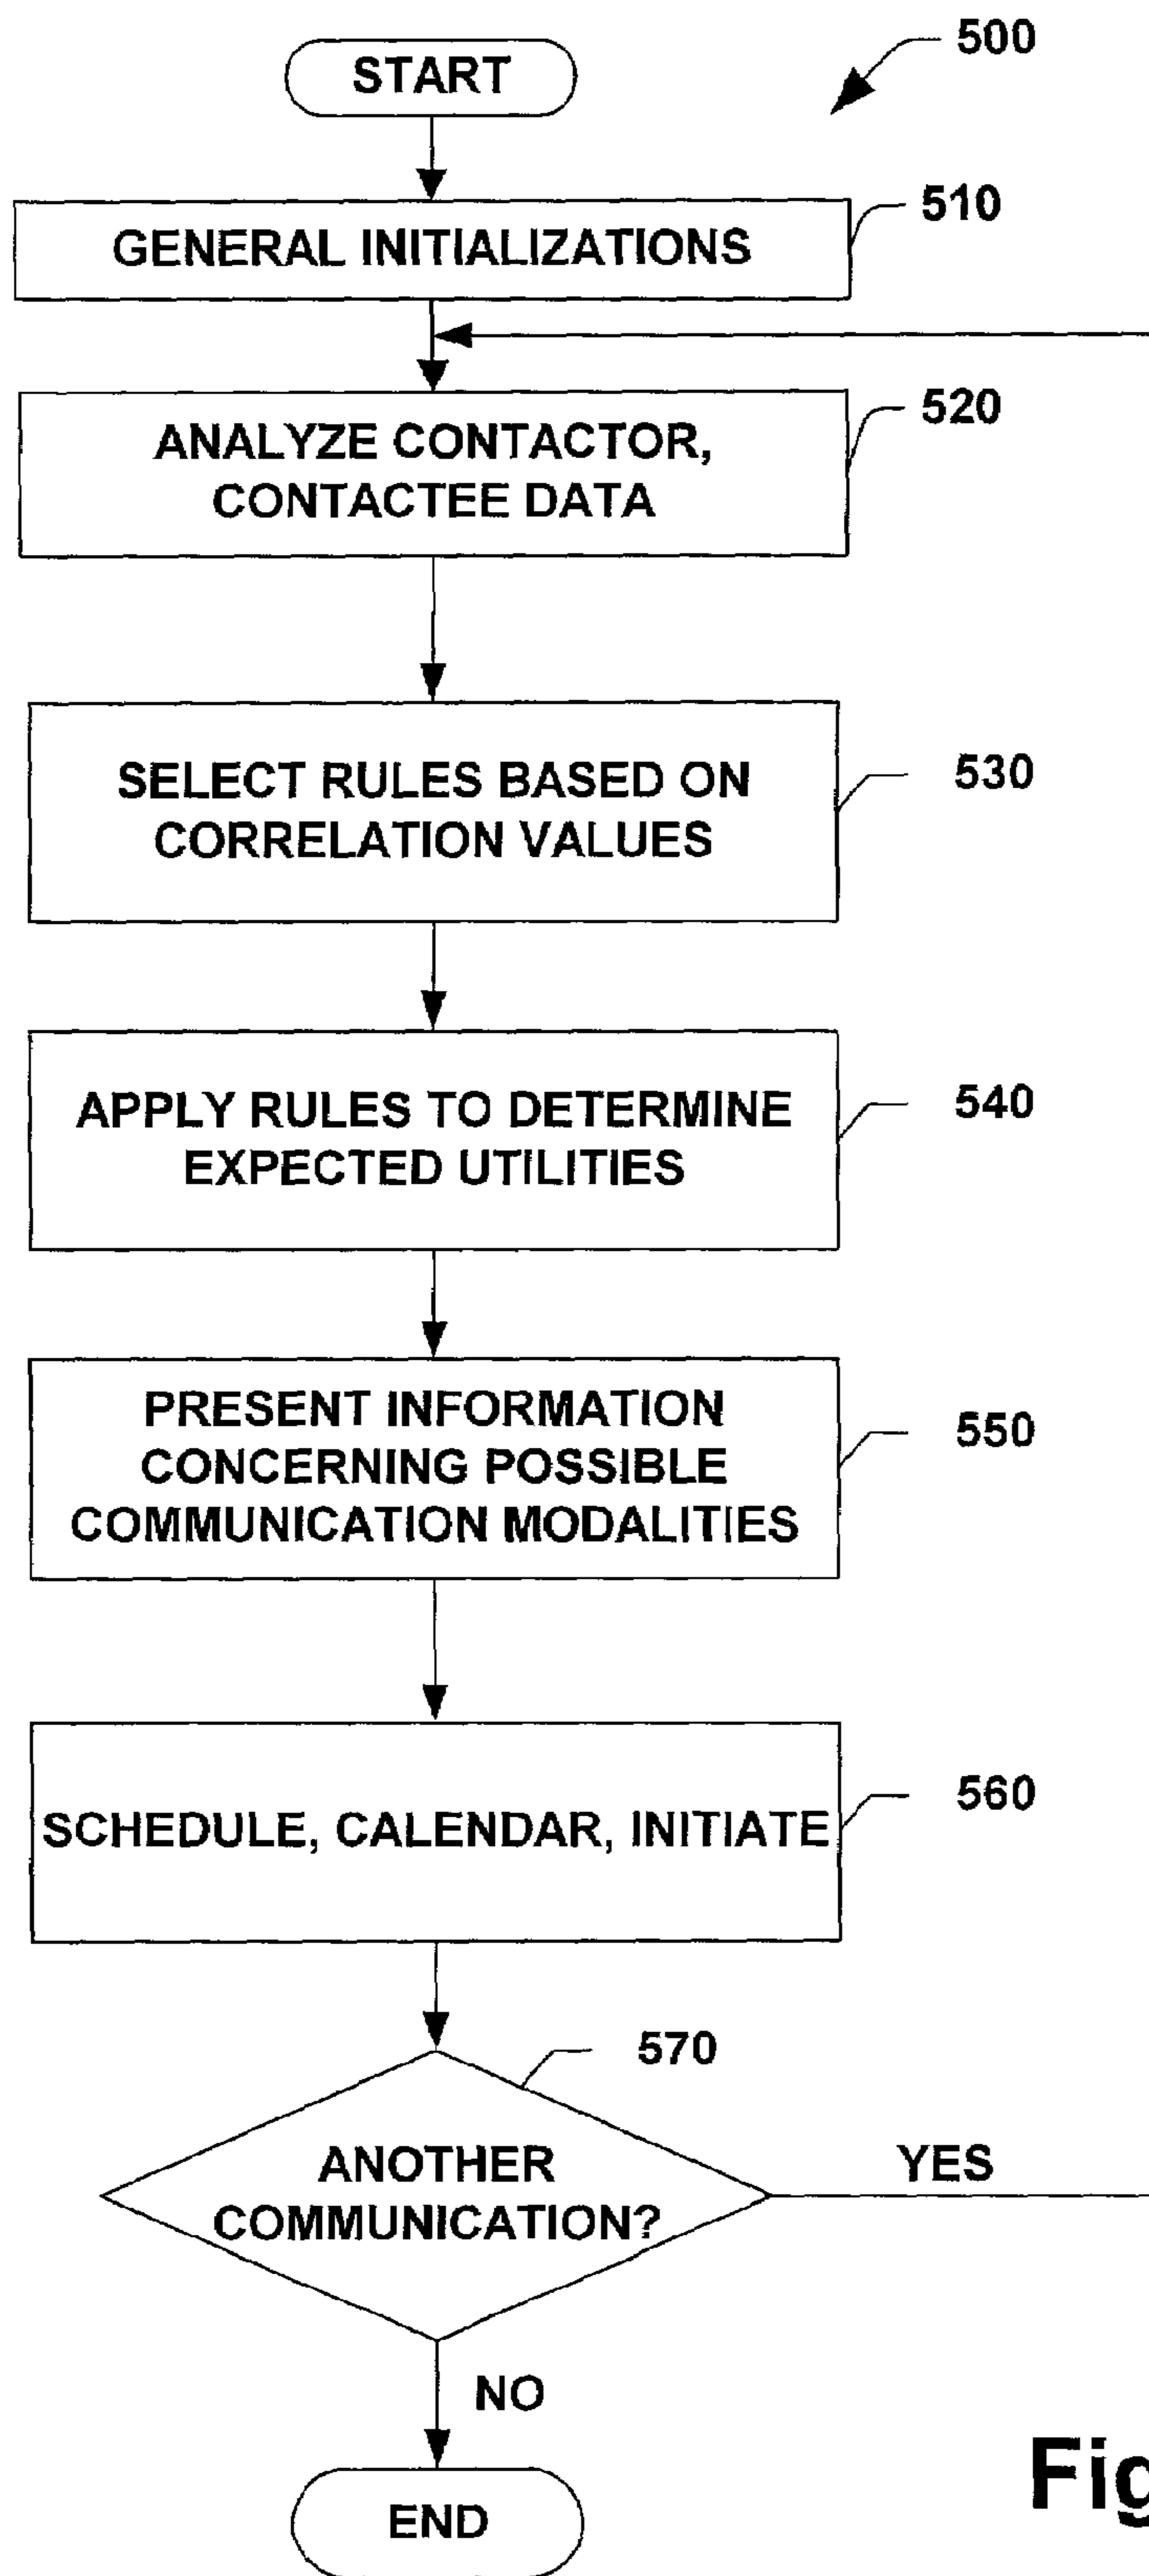 START
500
GENERAL INITIALIZATIONS
510
ANALYZE CONTACTOR,
CONTACTEE DATA
520
SELECT RULES BASED ON
CORRELATION VALUES
530
APPLY RULES TO DETERMINE
EXPECTED UTILITIES
540
PRESENT INFORMATION
CONCERNING POSSIBLE
COMMUNICATION MODALITIES
550
SCHEDULE, CALENDAR, INITIATE
560
570
ANOTHER
COMMUNICATION?
YES
NO
END
Fig